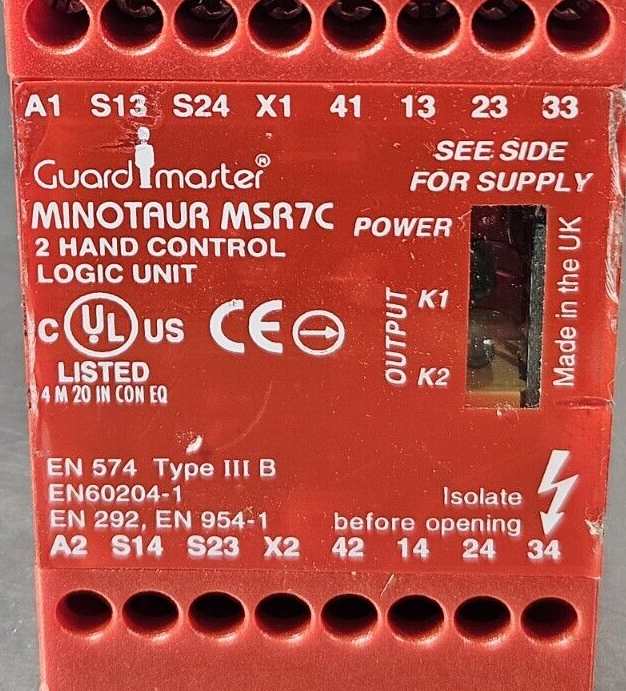 A1 S13 S24 X1 41 13 23 33
Guardmaster®
SEE SIDE
FOR SUPPLY
MINOTAUR MSR7C
2 HAND CONTROL
LOGIC UNIT
POWER
OUTPUT
K1
K2
Made in the UK
C UL US
LISTED
4 M 20 IN CON EQ
CE
EN 574 Type III B
EN60204-1
EN 292, EN 954-1
Isolate
before opening
A2 S14 S23 X2 42 14 24 34